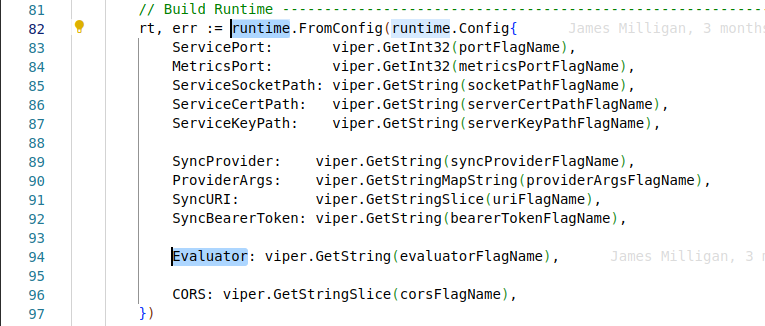 81 // Build Runtime --------------------------------------------------------
82 rt, err := runtime.FromConfig(runtime.Config{ James Milligan, 3 months
83 ServicePort: viper.GetInt32(portFlagName),
84 MetricsPort: viper.GetInt32(metricsPortFlagName),
85 ServiceSocketPath: viper.GetString(socketPathFlagName),
86 ServiceCertPath: viper.GetString(serverCertPathFlagName),
87 ServiceKeyPath: viper.GetString(serverKeyPathFlagName),
88
89 SyncProvider: viper.GetString(syncProviderFlagName),
90 ProviderArgs: viper.GetStringMapString(providerArgsFlagName),
91 SyncURI: viper.GetStringSlice(uriFlagName),
92 SyncBearerToken: viper.GetString(bearerTokenFlagName),
93
94 Evaluator: viper.GetString(evaluatorFlagName), James Milligan, 3 m
95
96 CORS: viper.GetStringSlice(corsFlagName),
97 })